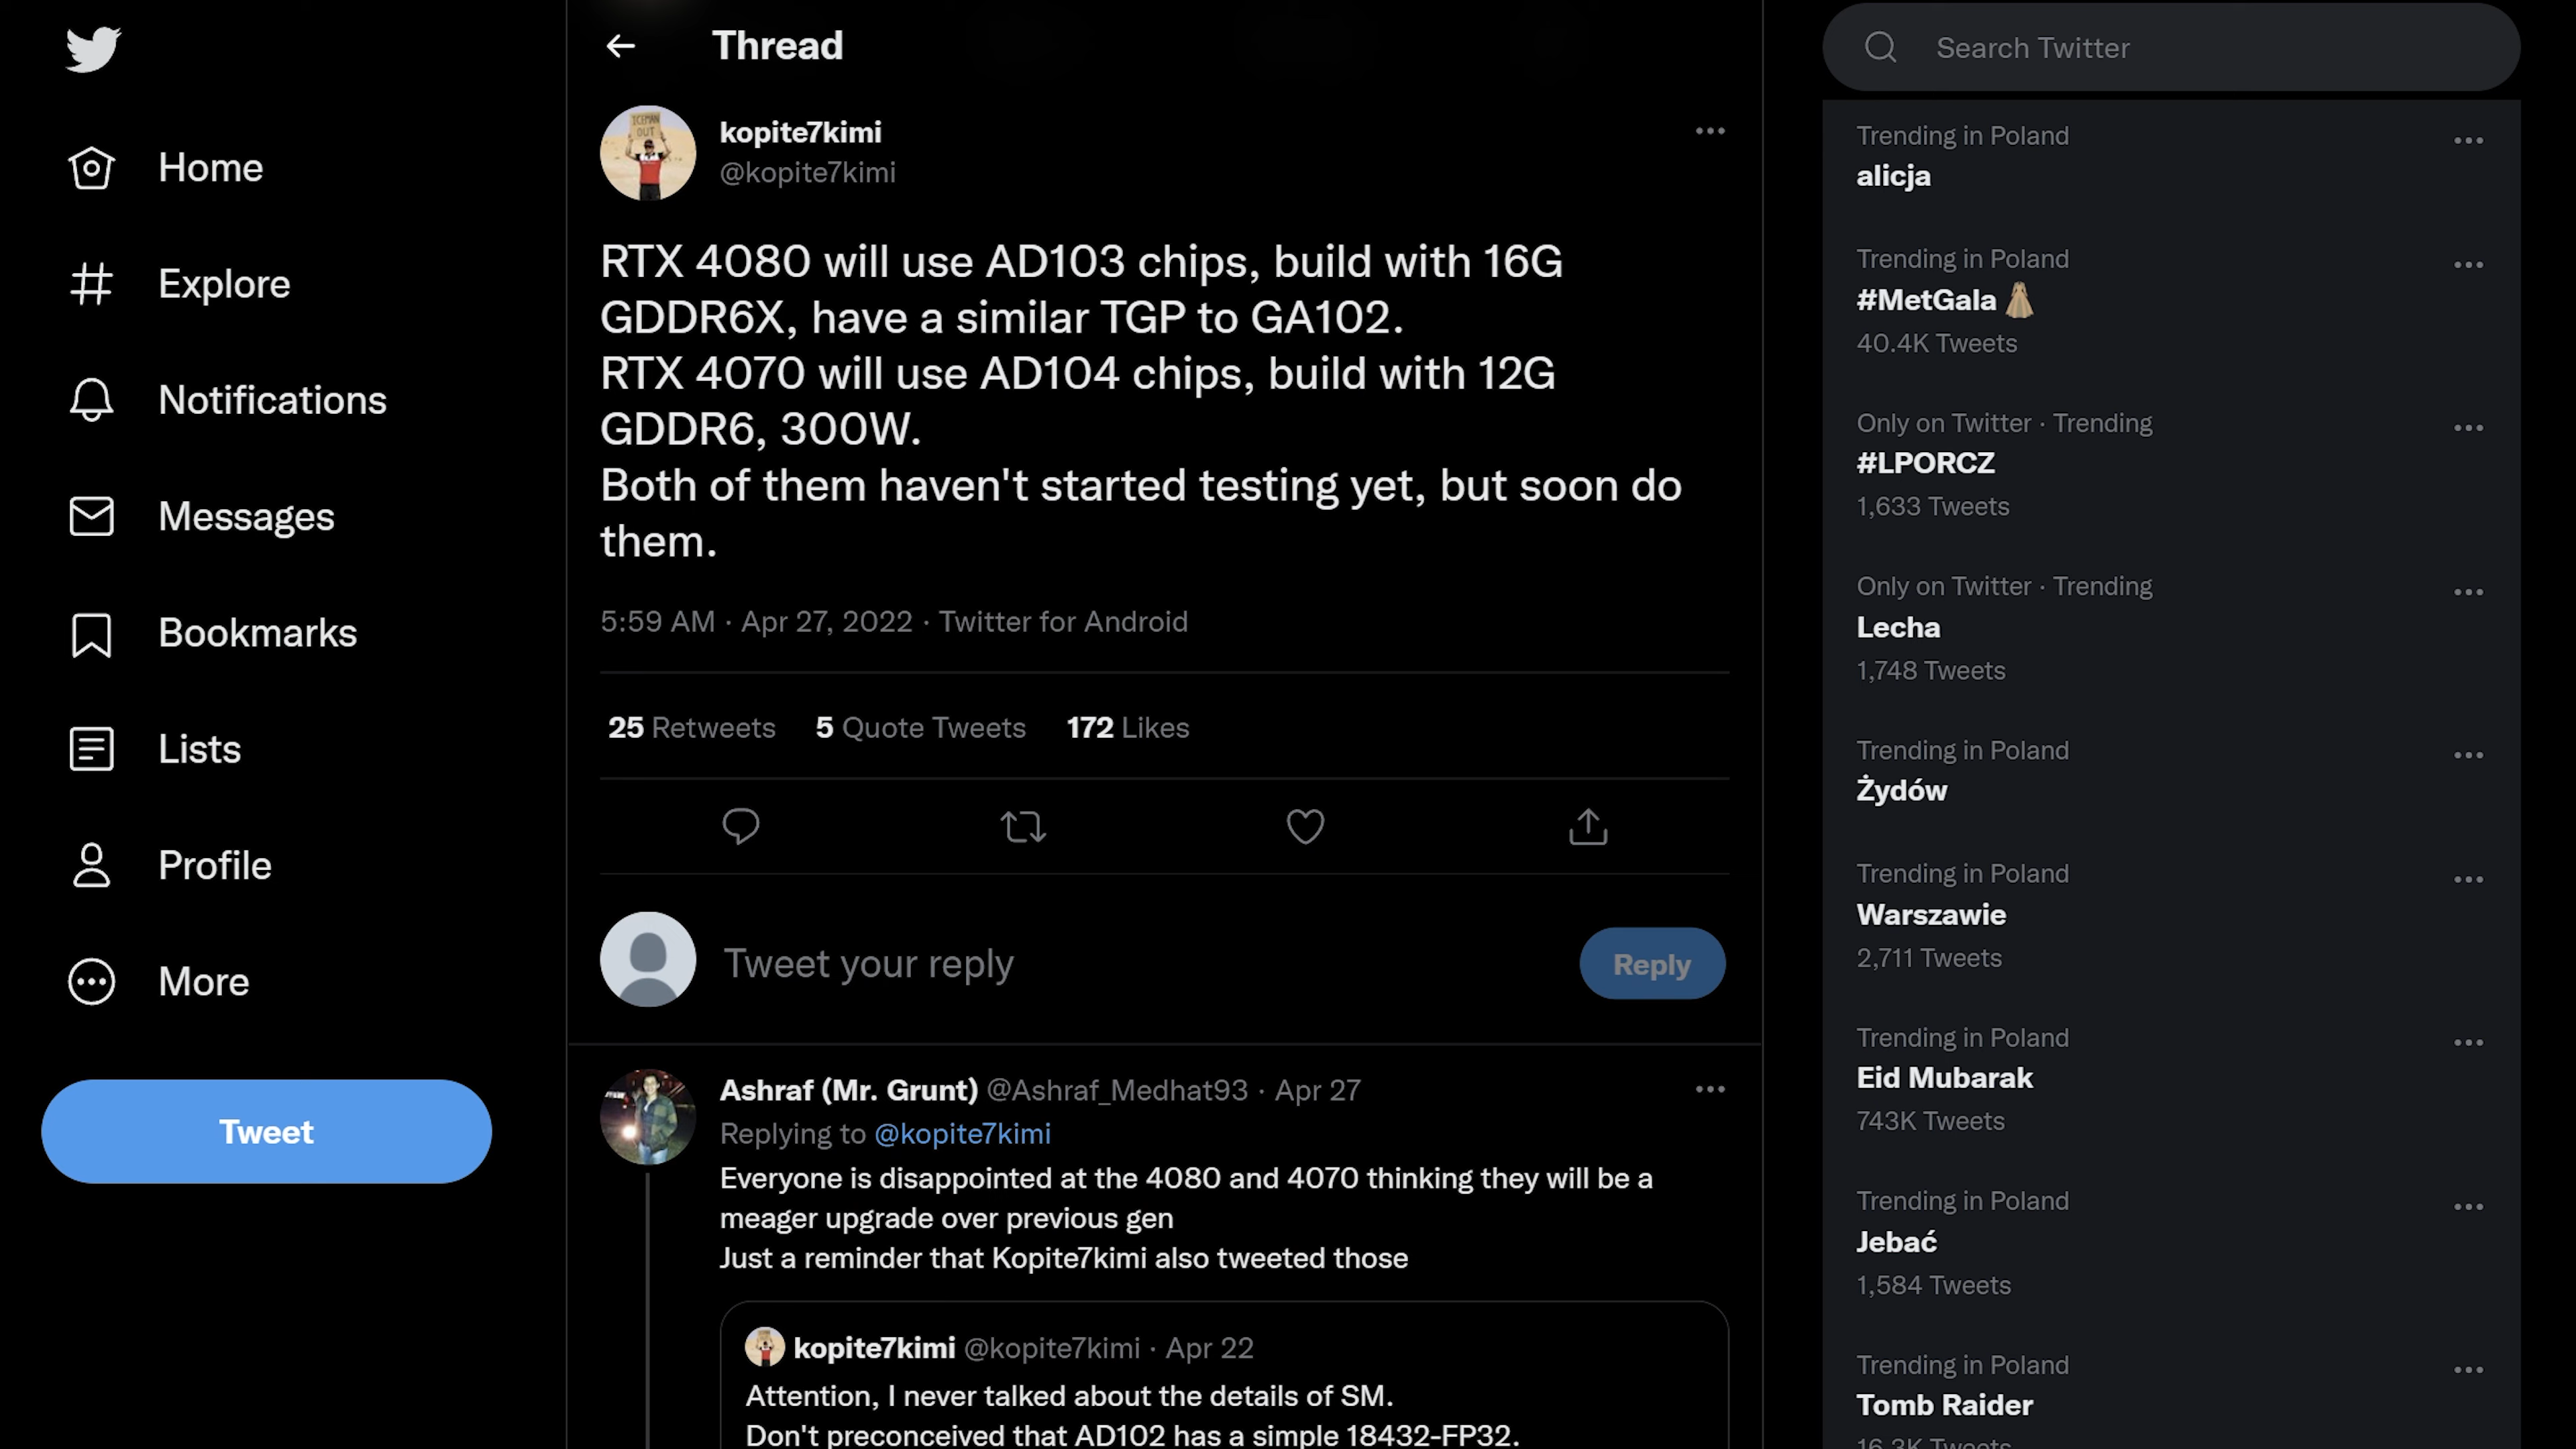 Home
Explore
Notifications
Messages
Bookmarks
Lists
Profile
More
Tweet
Thread
ICEMAN
OUT
kopite7kimi
@kopite7kimi
RTX 4080 will use AD103 chips, build with 16G
GDDR6X, have a similar TGP to GA102.
RTX 4070 will use AD104 chips, build with 12G
GDDR6, 300W.
Both of them haven't started testing yet, but soon do
them.
5:59 AM · Apr 27, 2022 · Twitter for Android
25 Retweets 5 Quote Tweets 172 Likes
Tweet your reply
Reply
Ashraf (Mr. Grunt) @Ashraf_Medhat93 · Apr 27
Replying to @kopite7kimi
Everyone is disappointed at the 4080 and 4070 thinking they will be a
meager upgrade over previous gen
Just a reminder that Kopite7kimi also tweeted those
kopite7kimi @kopite7kimi · Apr 22
Attention, I never talked about the details of SM.
Don't preconceived that AD102 has a simple 18432-FP32.
Search Twitter
Trending in Poland
alicja
Trending in Poland
#MetGala
40.4K Tweets
Only on Twitter · Trending
#LPORCZ
1,633 Tweets
Only on Twitter · Trending
Lecha
1,748 Tweets
Trending in Poland
Żydów
Trending in Poland
Warszawie
2,711 Tweets
Trending in Poland
Eid Mubarak
743K Tweets
Trending in Poland
Jebać
1,584 Tweets
Trending in Poland
Tomb Raider
16.3K Tweets